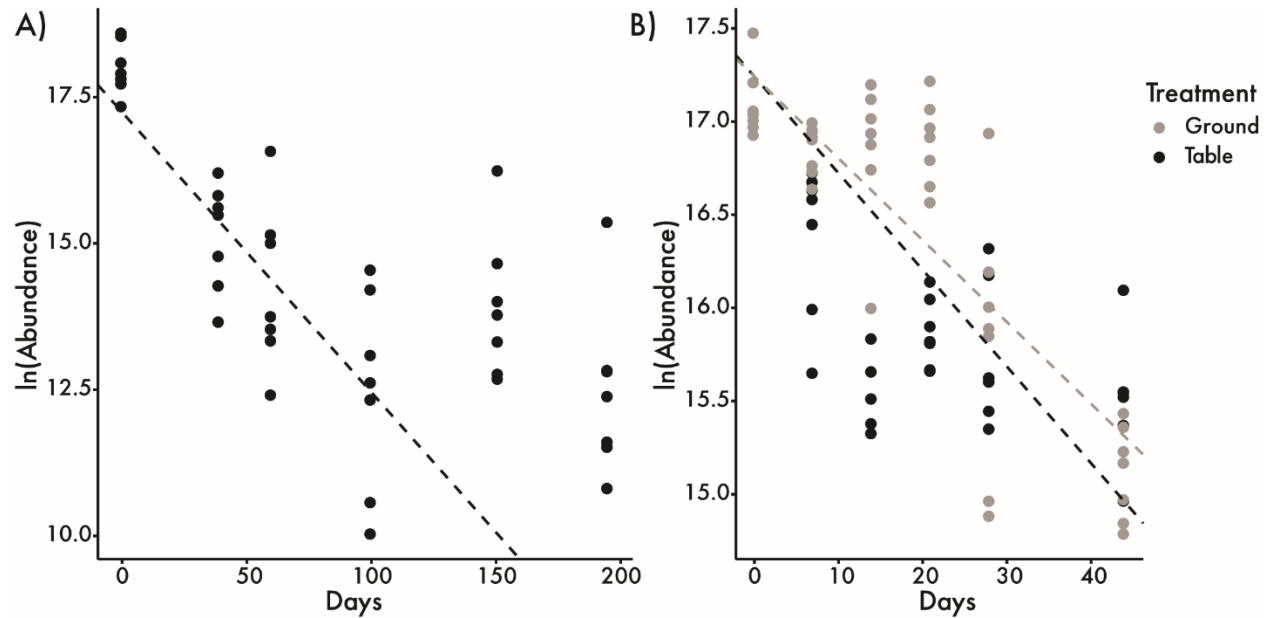 A)
ln(Abundance)
17.5
15.0
12.5
10.0
0 50 100 150 200
Days
B)
ln(Abundance)
17.5
17.0
16.5
16.0
15.5
15.0
0 10 20 30 40
Days
Treatment
Ground
Table